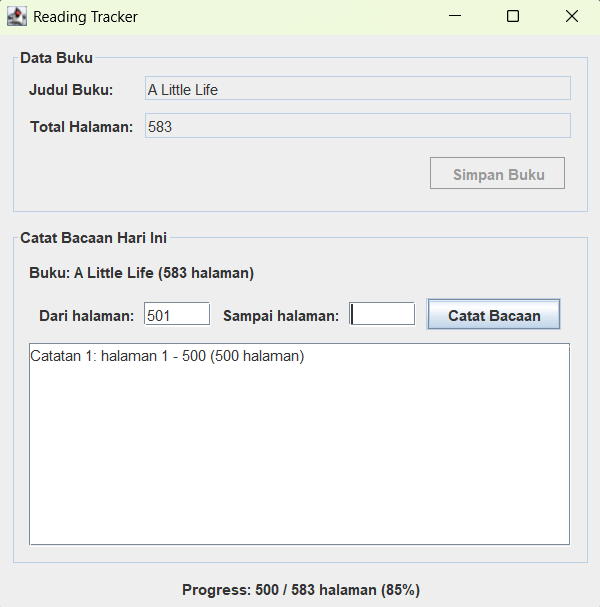 Reading Tracker
Data Buku
Judul Buku: A Little Life
Total Halaman: 583
Simpan Buku
Catat Bacaan Hari Ini
Buku: A Little Life (583 halaman)
Dari halaman: 501 Sampai halaman: Catat Bacaan
Catatan 1: halaman 1 - 500 (500 halaman)
Progress: 500 / 583 halaman (85%)